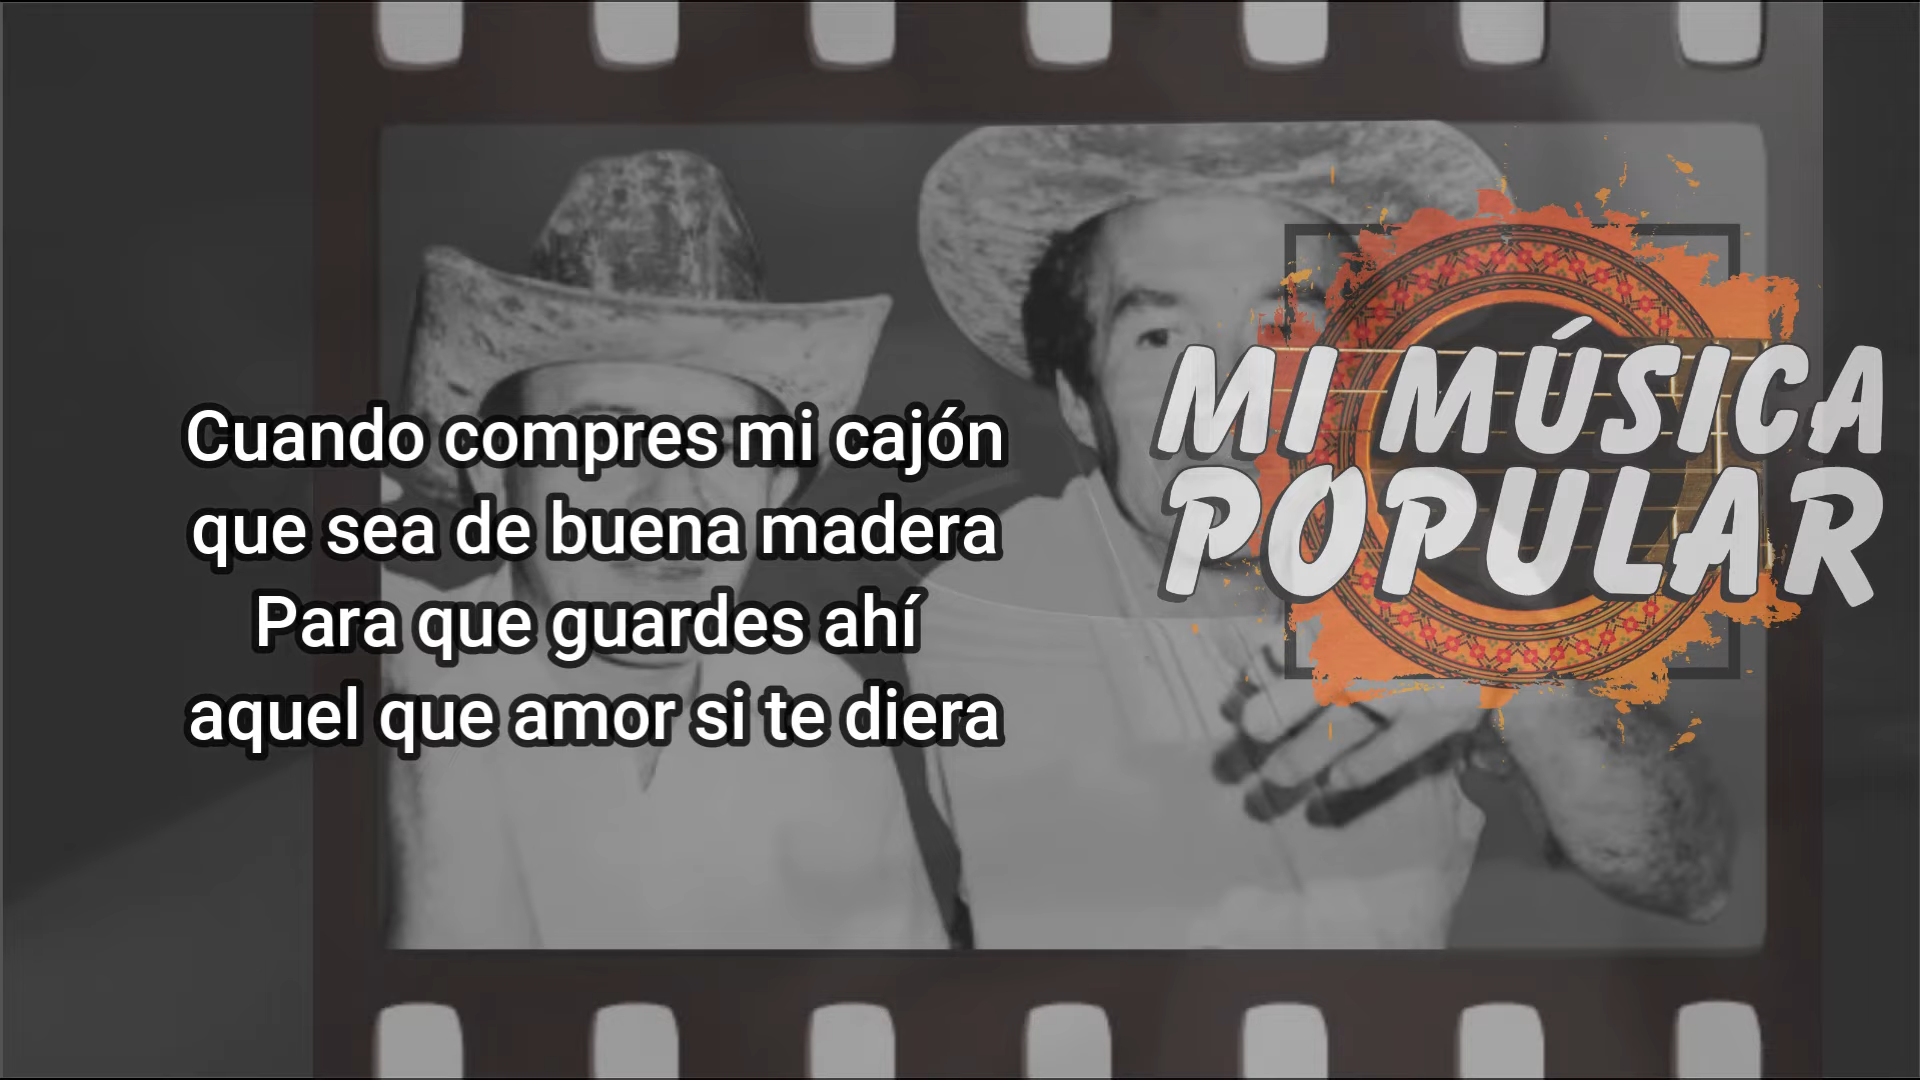 Cuando compres mi cajón
que sea de buena madera
Para que guardes ahí
aquel que amor si te diera
MI MÚSICA
POPULAR